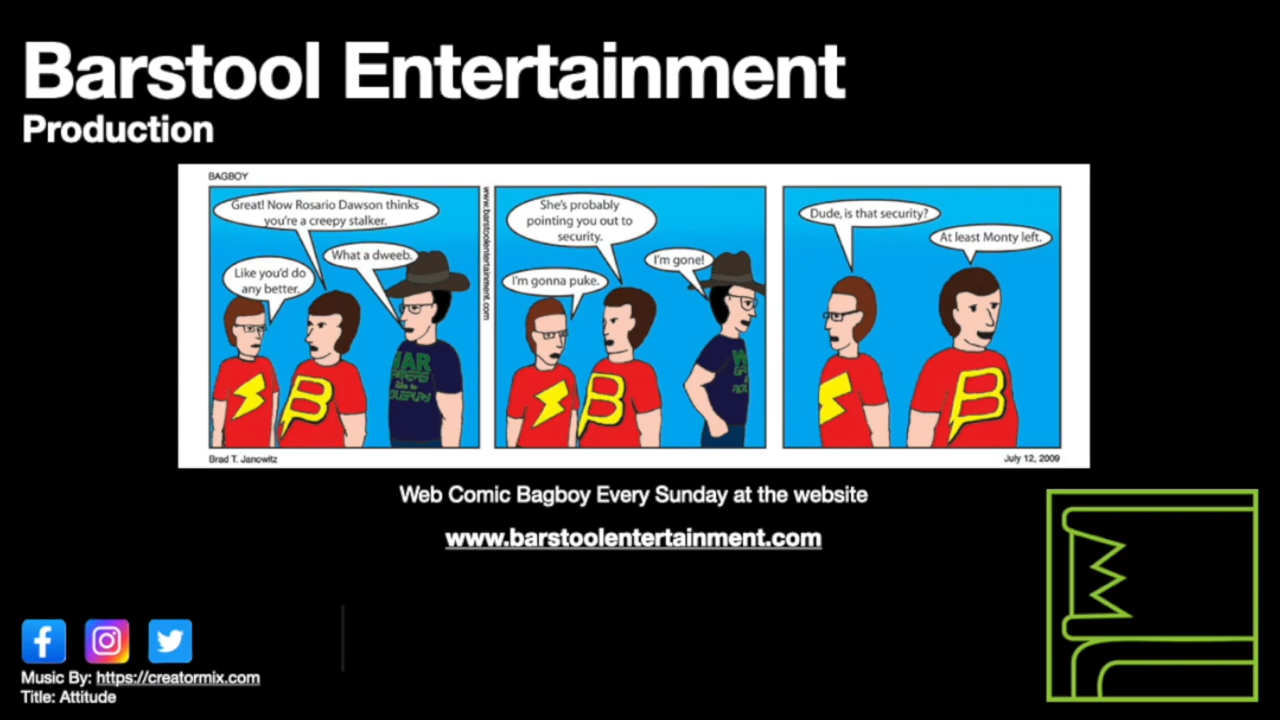 Barstool Entertainment
Production
BAGBOY
Great! Now Rosario Dawson thinks
you're a creepy stalker.
What a dweeb.
Like you'd do
any better.
www.barstoolentertainment.com
She's probably
pointing you out to
security.
I'm gone!
I'm gonna puke.
Dude, is that security?
At least Monty left.
Brad T. Janowitz
July 12, 2009
Web Comic Bagboy Every Sunday at the website
www.barstoolentertainment.com
Music By: https://creatormix.com
Title: Attitude